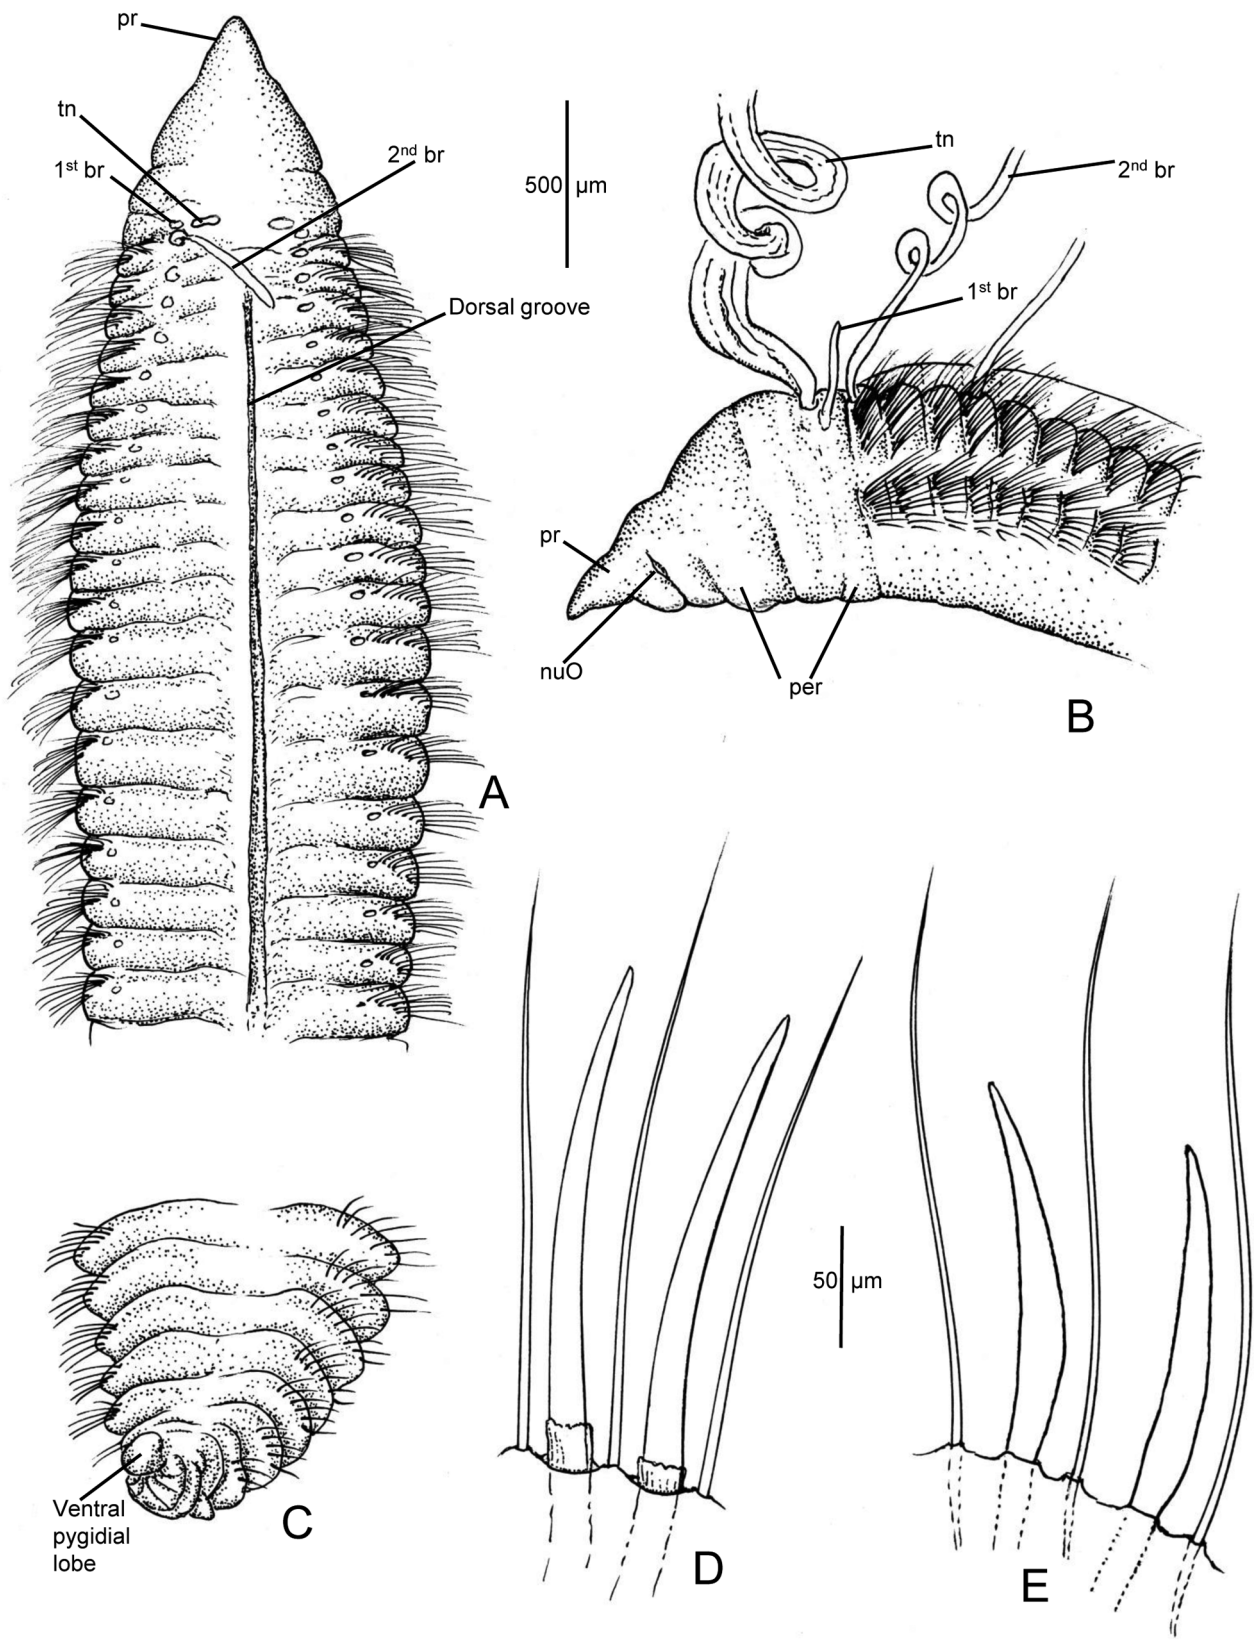 pr
tn
1st br
2nd br
500 µm
Dorsal groove
A
tn
2nd br
1st br
pr
nuO
per
B
Ventral
pygidial
lobe
C
50 µm
D
E